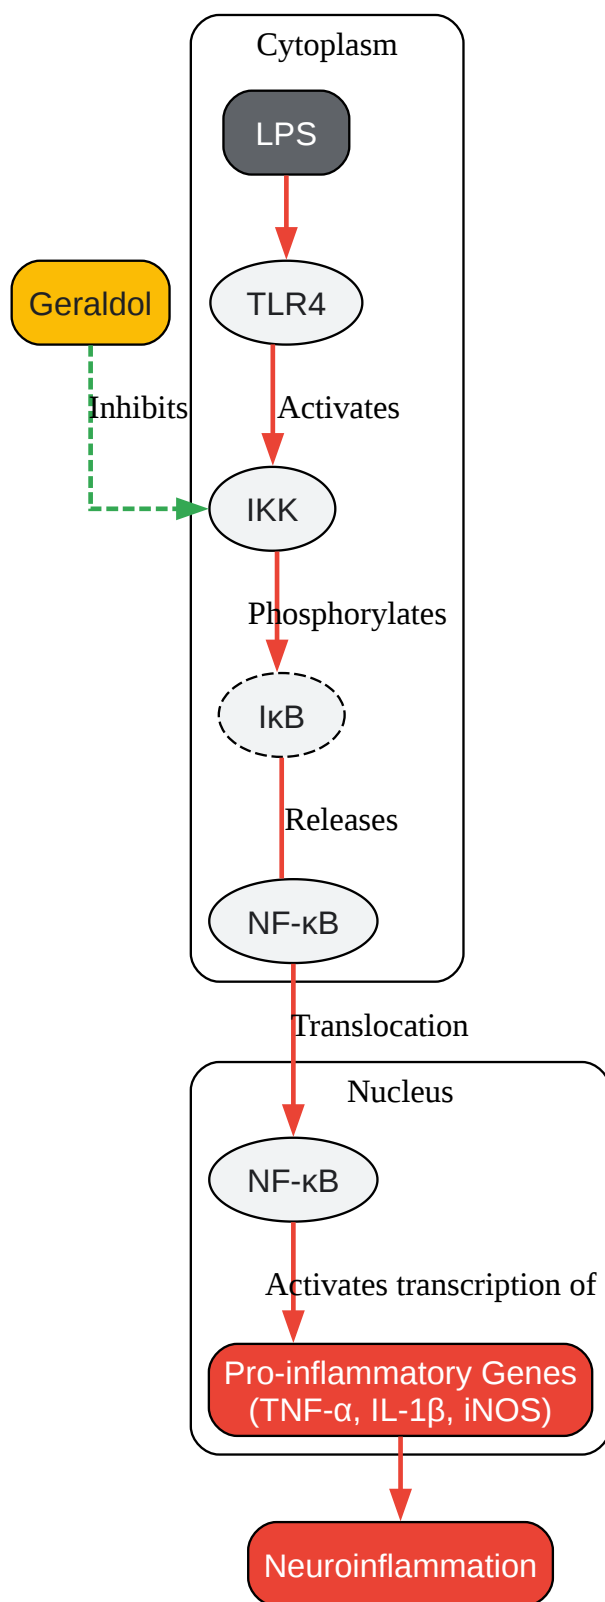 Cytoplasm
LPS
Geraldol
TLR4
Inhibits
Activates
IKK
Phosphorylates
IκB
Releases
NF-κB
Translocation
Nucleus
NF-κB
Activates transcription of
Pro-inflammatory Genes
(TNF-α, IL-1β, iNOS)
Neuroinflammation